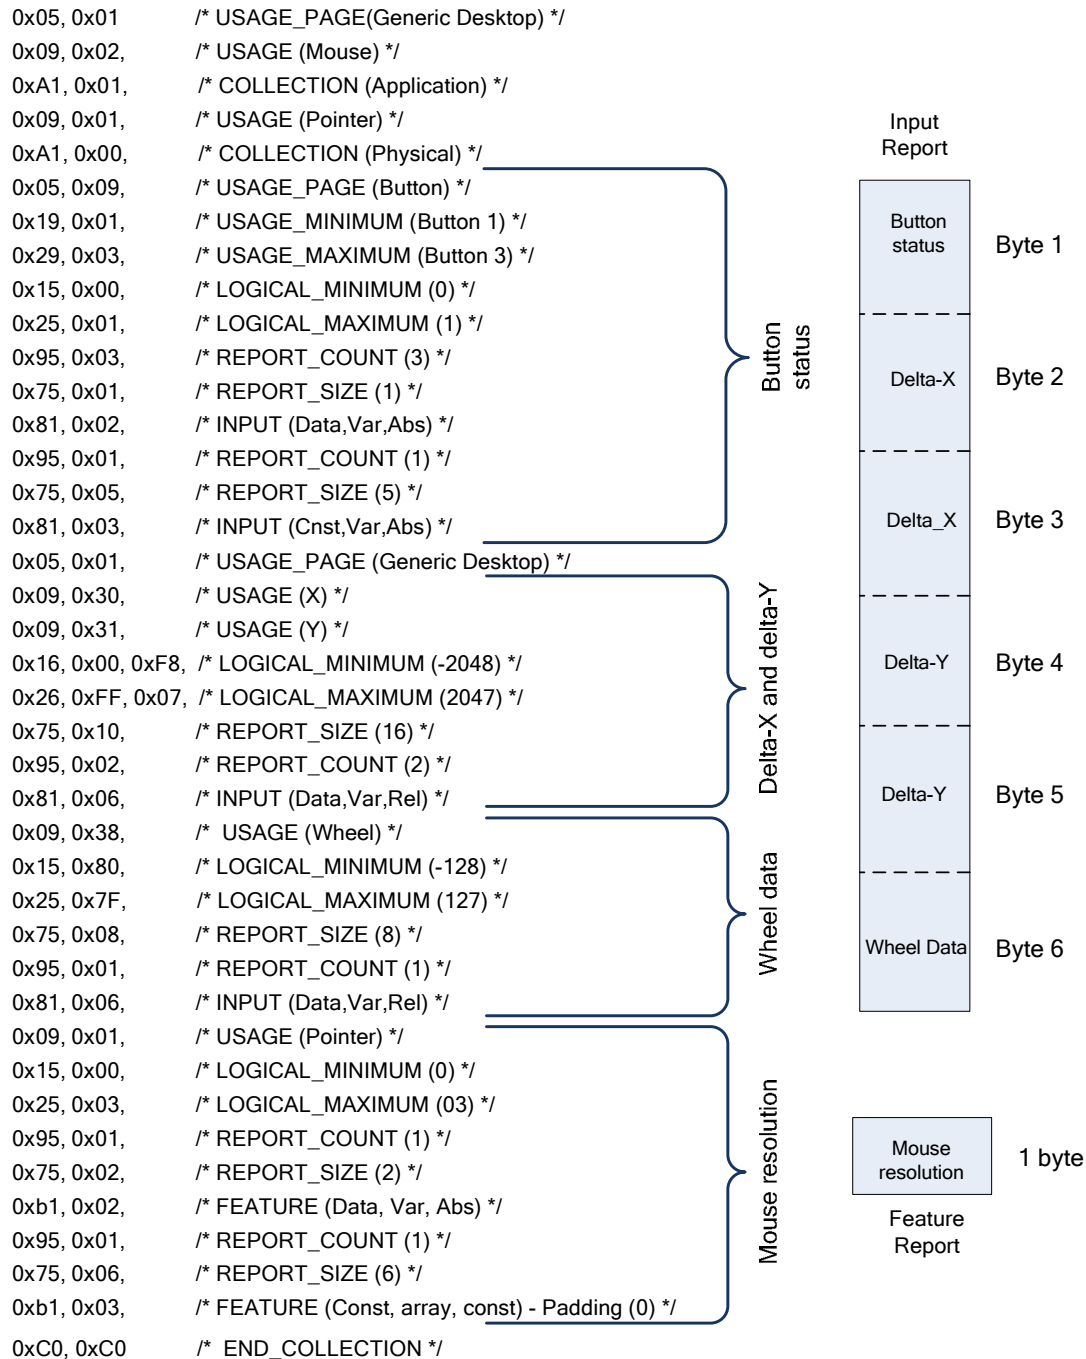 0x05, 0x01 /* USAGE_PAGE(Generic Desktop) */
0x09, 0x02, /* USAGE (Mouse) */
0xA1, 0x01, /* COLLECTION (Application) */
0x09, 0x01, /* USAGE (Pointer) */
0xA1, 0x00, /* COLLECTION (Physical) */
0x05, 0x09, /* USAGE_PAGE (Button) */
0x19, 0x01, /* USAGE_MINIMUM (Button 1) */
0x29, 0x03, /* USAGE_MAXIMUM (Button 3) */
0x15, 0x00, /* LOGICAL_MINIMUM (0) */
0x25, 0x01, /* LOGICAL_MAXIMUM (1) */
0x95, 0x03, /* REPORT_COUNT (3) */
0x75, 0x01, /* REPORT_SIZE (1) */
0x81, 0x02, /* INPUT (Data,Var,Abs) */
0x95, 0x01, /* REPORT_COUNT (1) */
0x75, 0x05, /* REPORT_SIZE (5) */
0x81, 0x03, /* INPUT (Cnst,Var,Abs) */
0x05, 0x01, /* USAGE_PAGE (Generic Desktop) */
0x09, 0x30, /* USAGE (X) */
0x09, 0x31, /* USAGE (Y) */
0x16, 0x00, 0xF8, /* LOGICAL_MINIMUM (-2048) */
0x26, 0xFF, 0x07, /* LOGICAL_MAXIMUM (2047) */
0x75, 0x10, /* REPORT_SIZE (16) */
0x95, 0x02, /* REPORT_COUNT (2) */
0x81, 0x06, /* INPUT (Data,Var,Rel) */
0x09, 0x38, /* USAGE (Wheel) */
0x15, 0x80, /* LOGICAL_MINIMUM (-128) */
0x25, 0x7F, /* LOGICAL_MAXIMUM (127) */
0x75, 0x08, /* REPORT_SIZE (8) */
0x95, 0x01, /* REPORT_COUNT (1) */
0x81, 0x06, /* INPUT (Data,Var,Rel) */
0x09, 0x01, /* USAGE (Pointer) */
0x15, 0x00, /* LOGICAL_MINIMUM (0) */
0x25, 0x03, /* LOGICAL_MAXIMUM (03) */
0x95, 0x01, /* REPORT_COUNT (1) */
0x75, 0x02, /* REPORT_SIZE (2) */
0xb1, 0x02, /* FEATURE (Data, Var, Abs) */
0x95, 0x01, /* REPORT_COUNT (1) */
0x75, 0x06, /* REPORT_SIZE (6) */
0xb1, 0x03, /* FEATURE (Const, array, const) - Padding (0) */
0xC0, 0xC0 /* END_COLLECTION */
Button
status
Delta-X and delta-Y
Wheel data
Mouse resolution
Input
Report
Button
status
Byte 1
Delta-X
Byte 2
Delta_X
Byte 3
Delta-Y
Byte 4
Delta-Y
Byte 5
Wheel Data
Byte 6
Mouse
resolution
1 byte
Feature
Report